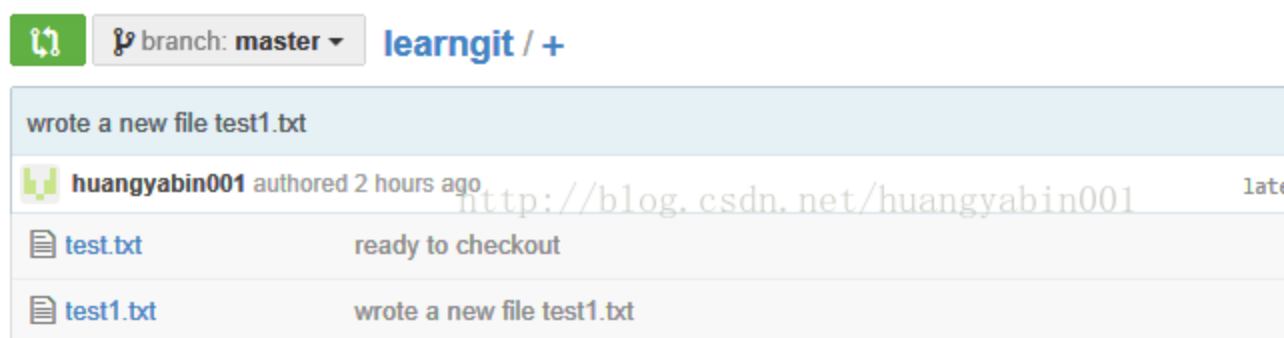 branch: master learngit / +
wrote a new file test1.txt
huangyabin001 authored 2 hours ago
http://blog.csdn.net/huangyabin001
test.txt ready to checkout
test1.txt wrote a new file test1.txt